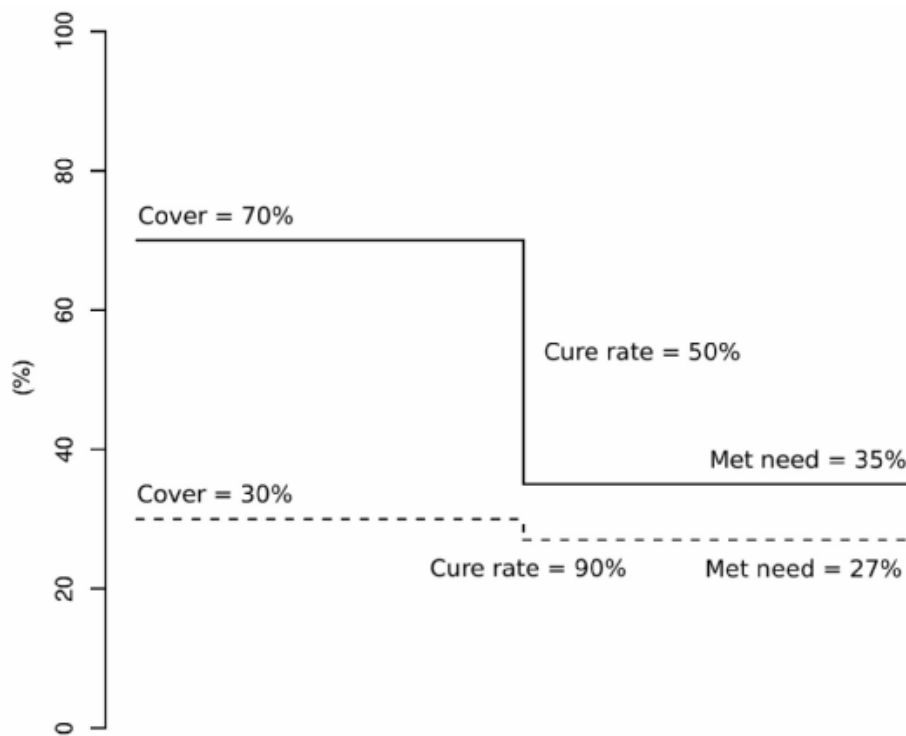 100
80
60
40
20
0
(%)
Cover = 70%
Cure rate = 50%
Met need = 35%
Cover = 30%
Cure rate = 90%
Met need = 27%